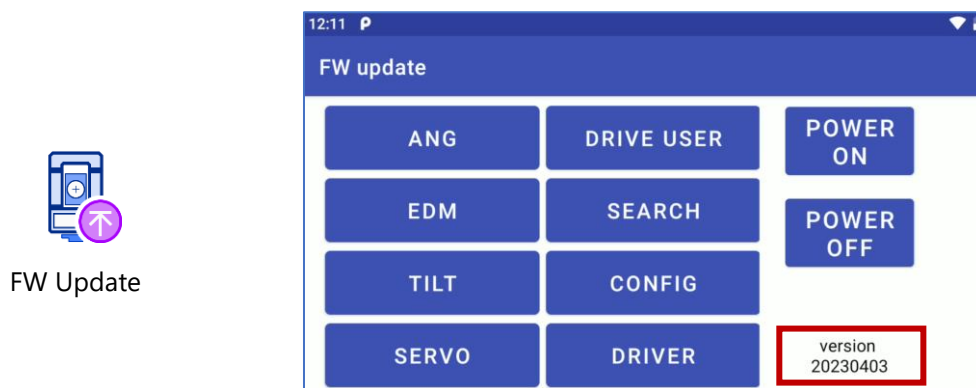 12:11
FW update
ANG
DRIVE USER
POWER
ON
EDM
SEARCH
POWER
OFF
TILT
CONFIG
SERVO
DRIVER
version
20230403
FW Update